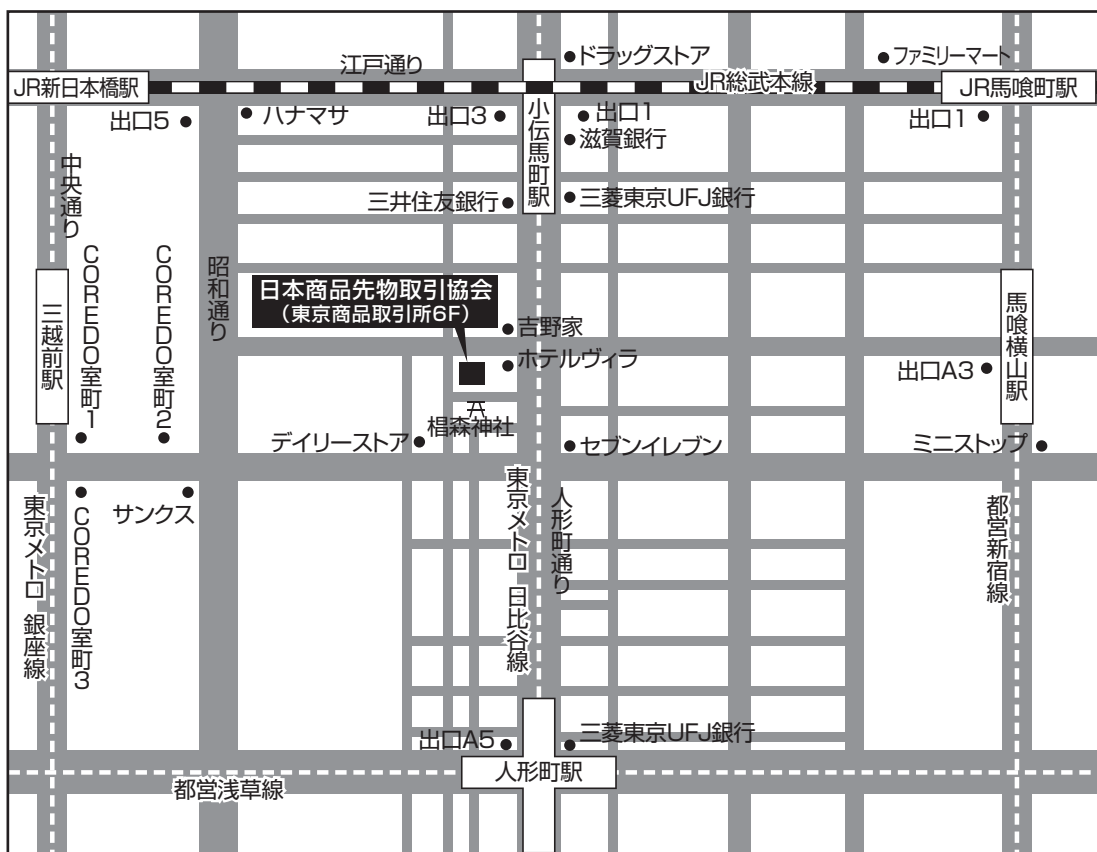 ドラッグストア
ファミリーマート
江戸通り
JR総武本線
JR新日本橋駅
JR馬喰町駅
出口5
ハナマサ
出口3
小伝馬町駅
出口1
出口1
滋賀銀行
中央通り
三井住友銀行
三菱東京UFJ銀行
COREDO室町1
COREDO室町2
昭和通り
日本商品先物取引協会
(東京商品取引所6F)
三越前駅
馬喰横山駅
吉野家
ホテルヴィラ
出口A3
椙森神社
デイリーストア
セブンイレブン
ミニストップ
東京メトロ 銀座線
COREDO室町3
サンクス
東京メトロ 日比谷線
人形町通り
都営新宿線
出口A5
三菱東京UFJ銀行
人形町駅
都営浅草線